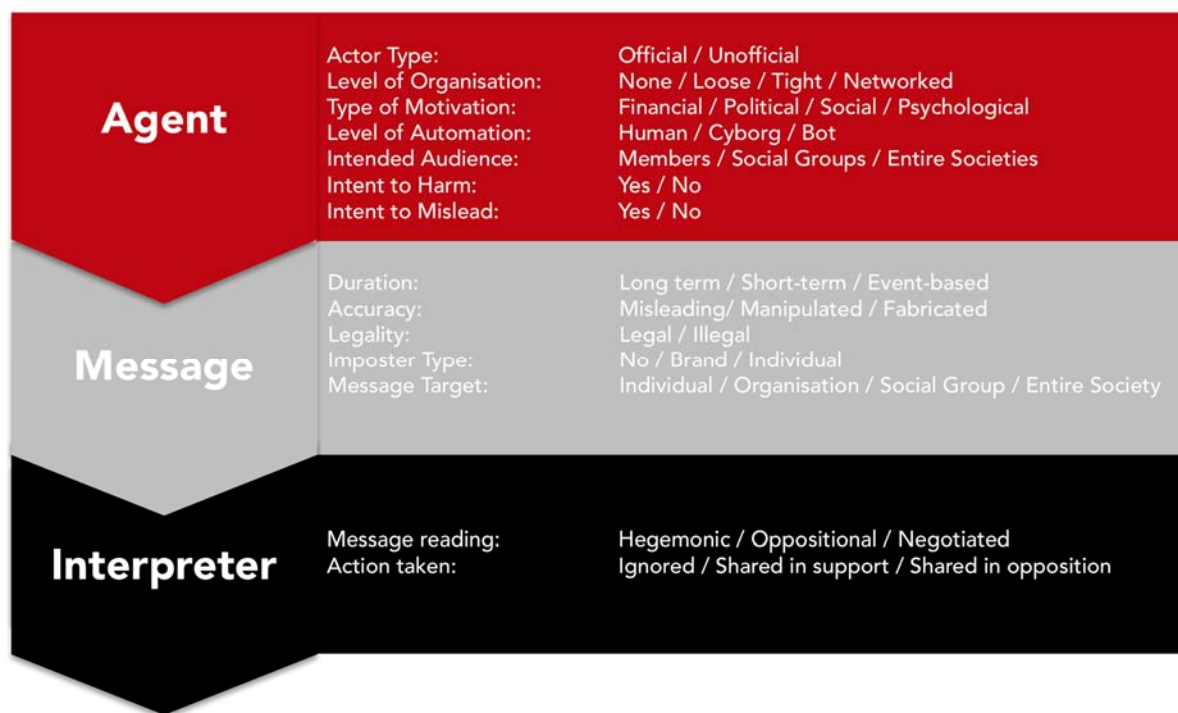 Agent
Actor Type: Official / Unofficial
Level of Organisation: None / Loose / Tight / Networked
Type of Motivation: Financial / Political / Social / Psychological
Level of Automation: Human / Cyborg / Bot
Intended Audience: Members / Social Groups / Entire Societies
Intent to Harm: Yes / No
Intent to Mislead: Yes / No
Message
Duration: Long term / Short-term / Event-based
Accuracy: Misleading/ Manipulated / Fabricated
Legality: Legal / Illegal
Imposter Type: No / Brand / Individual
Message Target: Individual / Organisation / Social Group / Entire Society
Interpreter
Message reading: Hegemonic / Oppositional / Negotiated
Action taken: Ignored / Shared in support / Shared in opposition